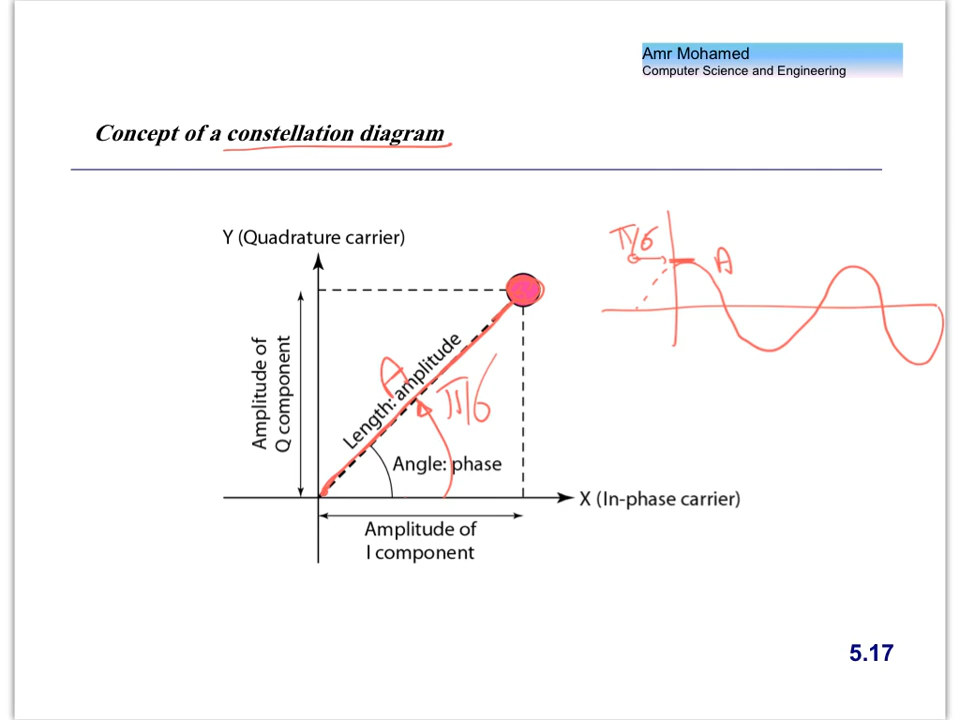 Amr Mohamed
Computer Science and Engineering
Concept of a constellation diagram
Y (Quadrature carrier)
π/6
A
Amplitude of
Q component
A
Length: amplitude
π/6
Angle: phase
X (In-phase carrier)
Amplitude of
I component
5.17